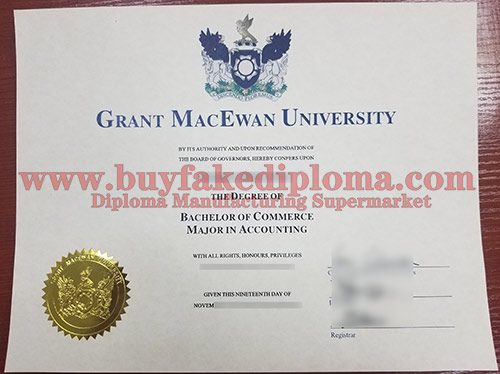 GRANT MACEWAN UNIVERSITY
BY ITS AUTHORITY AND UPON RECOMMENDATION OF
THE BOARD OF GOVERNORS, HEREBY CONFERS UPON
www.buyfakediploma.com
THE DEGREE OF
Diploma Manufacturing Supermarket
BACHELOR OF COMMERCE
MAJOR IN ACCOUNTING
WITH ALL RIGHTS, HONOURS, PRIVILEGES
GIVEN THIS NINETEENTH DAY OF
NOVEM
Registrar